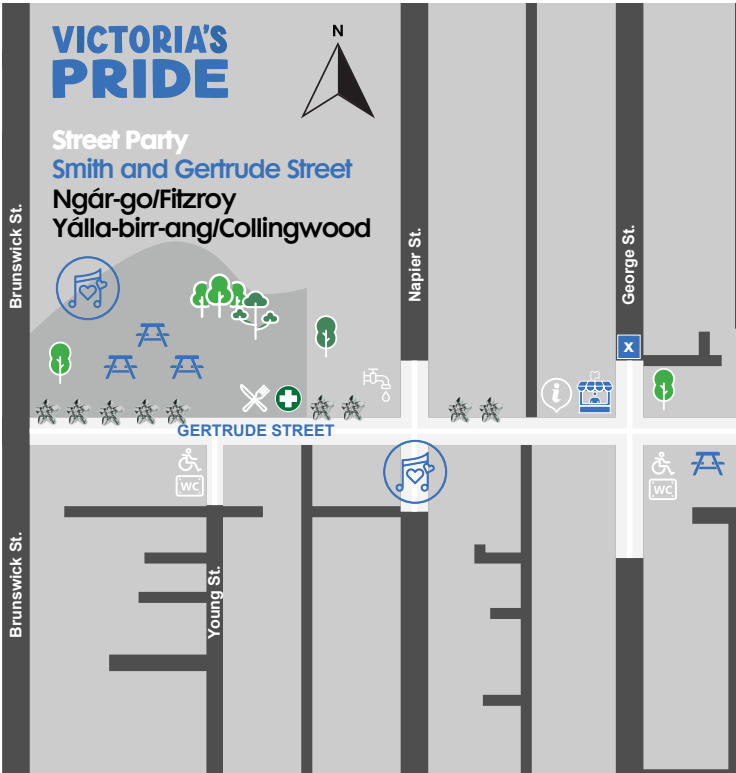 VICTORIA'S
PRIDE
N
Street Party
Smith and Gertrude Street
Ngár-go/Fitzroy
Yálla-birr-ang/Collingwood
Brunswick St.
Napier St.
George St.
X
i
GERTRUDE STREET
WC
WC
Brunswick St.
Young St.